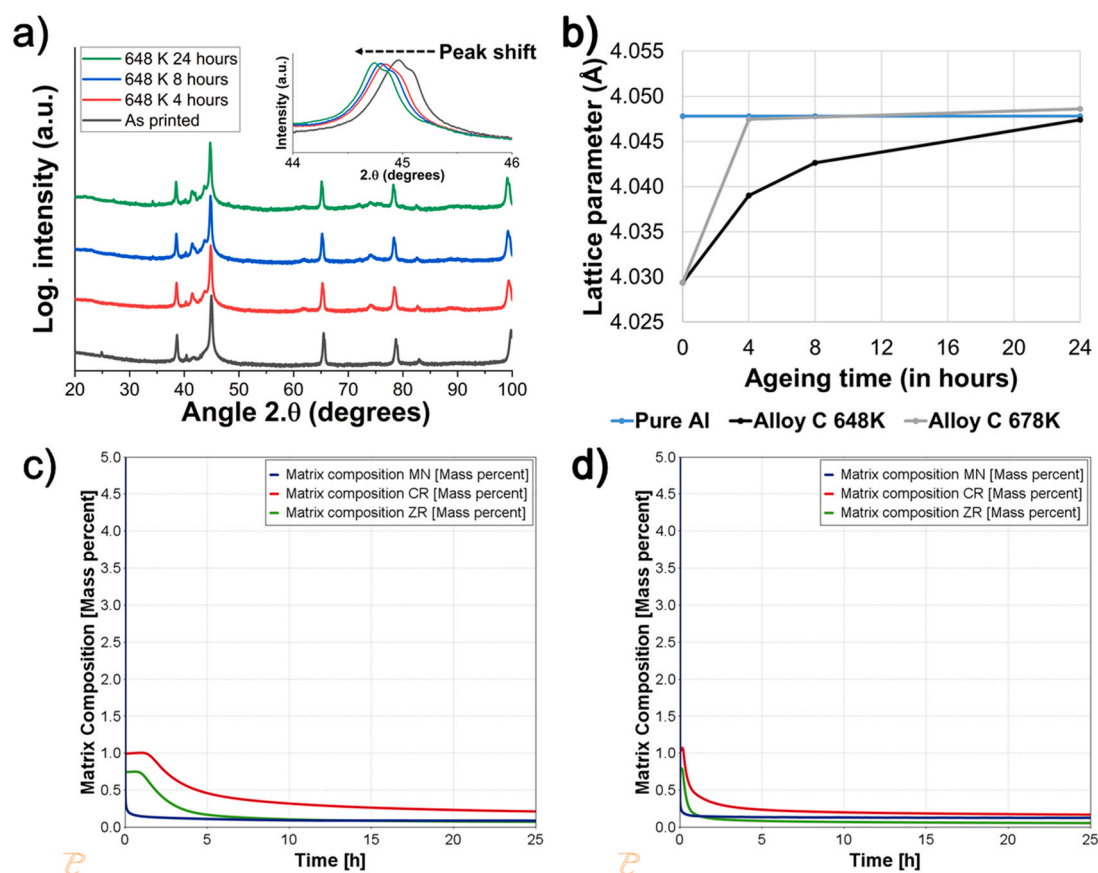 a)
648 K 24 hours
648 K 8 hours
648 K 4 hours
As printed
Log. intensity (a.u.)
20 30 40 50 60 70 80 90 100
Angle 2.θ (degrees)
Peak shift
Intensity (a.u.)
44 45 46
2.θ (degrees)
b)
Lattice parameter (Å)
4.055
4.050
4.045
4.040
4.035
4.030
4.025
0 4 8 12 16 20 24
Ageing time (in hours)
Pure Al Alloy C 648K Alloy C 678K
c)
Matrix composition MN [Mass percent]
Matrix composition CR [Mass percent]
Matrix composition ZR [Mass percent]
Matrix Composition [Mass percent]
5.0
4.5
4.0
3.5
3.0
2.5
2.0
1.5
1.0
0.5
0.0
0 5 10 15 20 25
Time [h]
d)
Matrix composition MN [Mass percent]
Matrix composition CR [Mass percent]
Matrix composition ZR [Mass percent]
Matrix Composition [Mass percent]
5.0
4.5
4.0
3.5
3.0
2.5
2.0
1.5
1.0
0.5
0.0
0 5 10 15 20 25
Time [h]